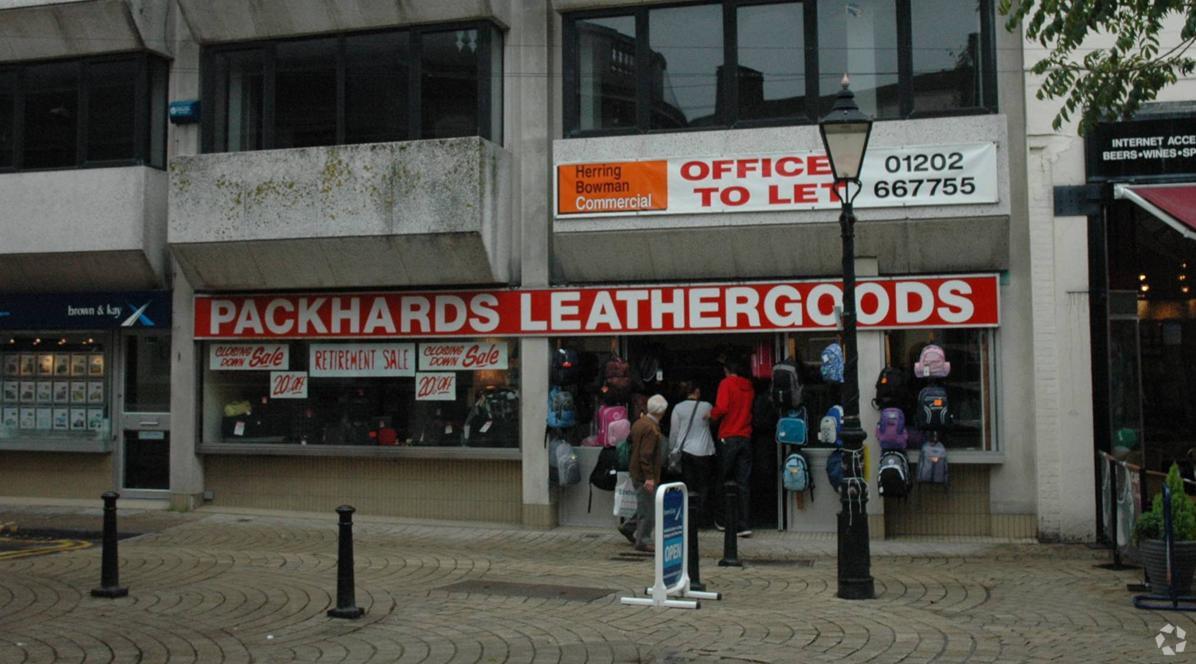 Herring
Bowman
Commercial
OFFICE
TO LET
01202
667755
INTERNET ACCE
BEERS•WINES•SP
PACKHARDS LEATHERGOODS
brown & kay
CLOSING DOWN Sale
RETIREMENT SALE
CLOSING DOWN Sale
20% OFF
20% OFF
OPEN